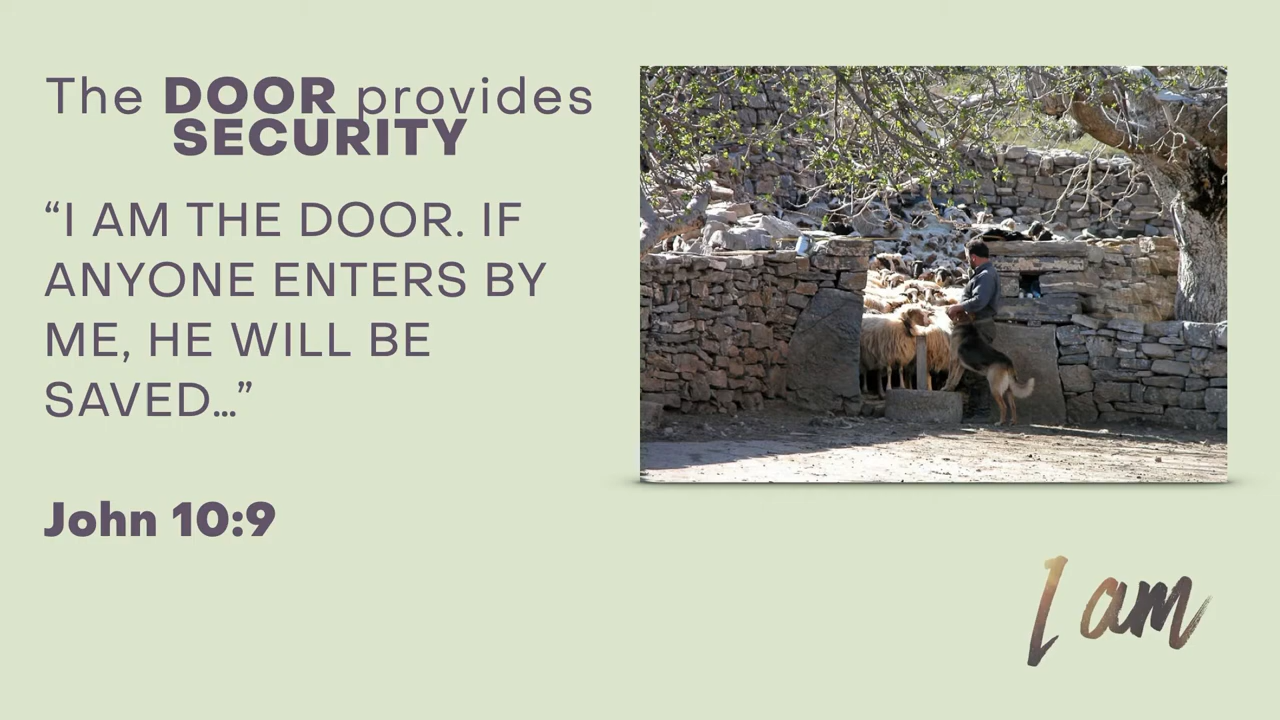 The DOOR provides
SECURITY
“I AM THE DOOR. IF
ANYONE ENTERS BY
ME, HE WILL BE
SAVED…”
John 10:9
I am